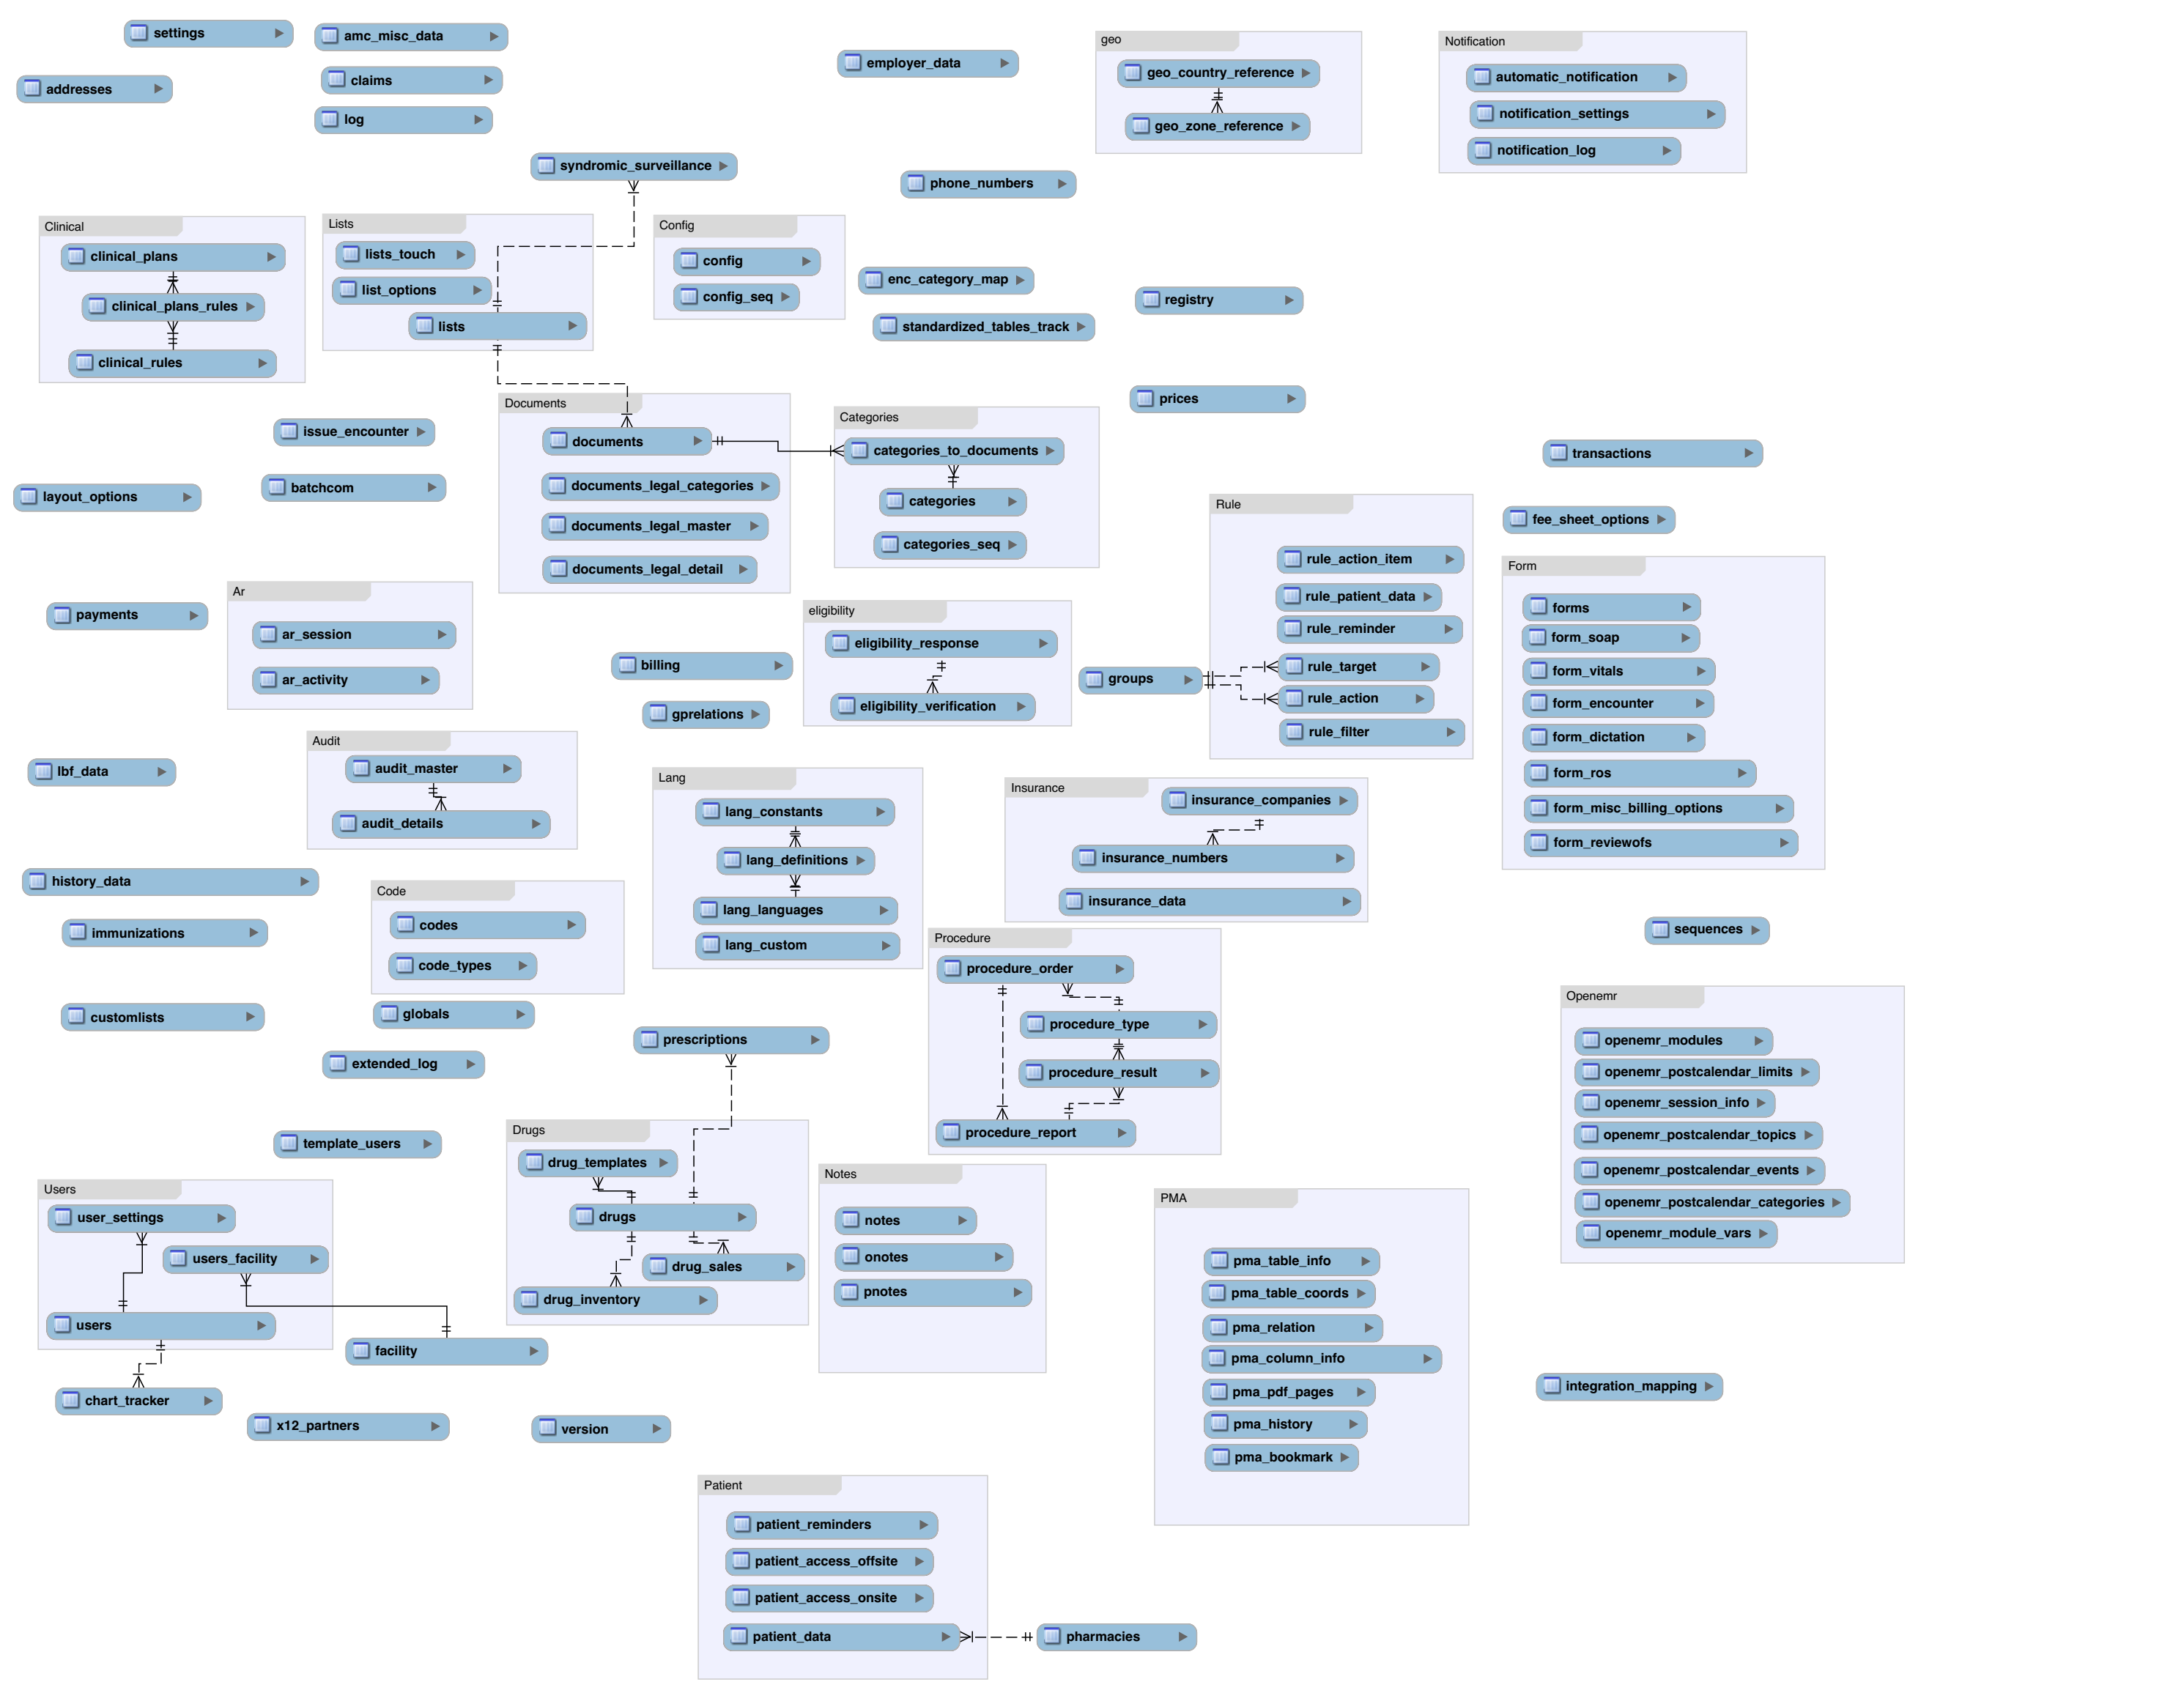 settings
amc_misc_data
addresses
claims
log
employer_data
geo
geo_country_reference
geo_zone_reference
Notification
automatic_notification
notification_settings
notification_log
syndromic_surveillance
phone_numbers
Clinical
clinical_plans
clinical_plans_rules
clinical_rules
Lists
lists_touch
list_options
lists
Config
config
config_seq
enc_category_map
standardized_tables_track
registry
prices
issue_encounter
batchcom
layout_options
Documents
documents
documents_legal_categories
documents_legal_master
documents_legal_detail
Categories
categories_to_documents
categories
categories_seq
transactions
fee_sheet_options
Rule
rule_action_item
rule_patient_data
rule_reminder
rule_target
rule_action
rule_filter
groups
Form
forms
form_soap
form_vitals
form_encounter
form_dictation
form_ros
form_misc_billing_options
form_reviewofs
payments
Ar
ar_session
ar_activity
billing
gprelations
eligibility
eligibility_response
eligibility_verification
lbf_data
Audit
audit_master
audit_details
Lang
lang_constants
lang_definitions
lang_languages
lang_custom
Insurance
insurance_companies
insurance_numbers
insurance_data
history_data
immunizations
customlists
Code
codes
code_types
globals
extended_log
sequences
Procedure
procedure_order
procedure_type
procedure_result
procedure_report
prescriptions
Openemr
openemr_modules
openemr_postcalendar_limits
openemr_session_info
openemr_postcalendar_topics
openemr_postcalendar_events
openemr_postcalendar_categories
openemr_module_vars
template_users
Drugs
drug_templates
drugs
drug_sales
drug_inventory
Users
user_settings
users_facility
users
facility
chart_tracker
x12_partners
version
Notes
notes
onotes
pnotes
PMA
pma_table_info
pma_table_coords
pma_relation
pma_column_info
pma_pdf_pages
pma_history
pma_bookmark
integration_mapping
Patient
patient_reminders
patient_access_offsite
patient_access_onsite
patient_data
pharmacies